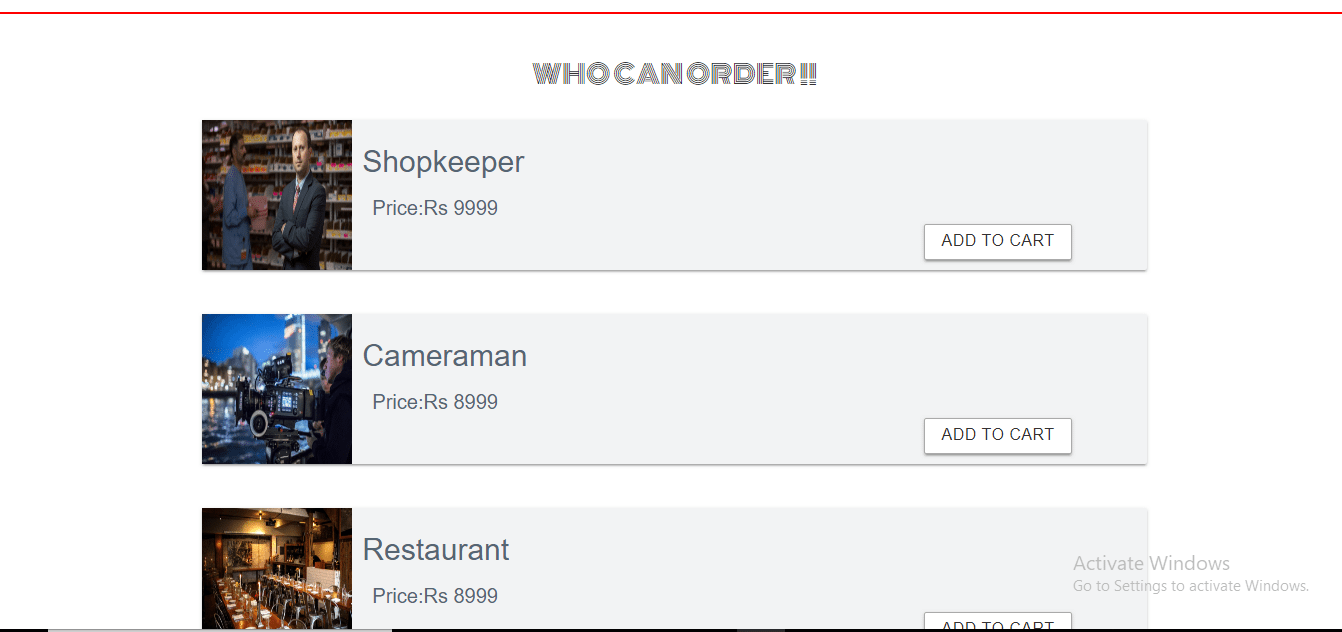 WHO CAN ORDER!!
Shopkeeper
Price:Rs 9999
ADD TO CART
Cameraman
Price:Rs 8999
ADD TO CART
Restaurant
Price:Rs 8999
ADD TO CART
Activate Windows
Go to Settings to activate Windows.